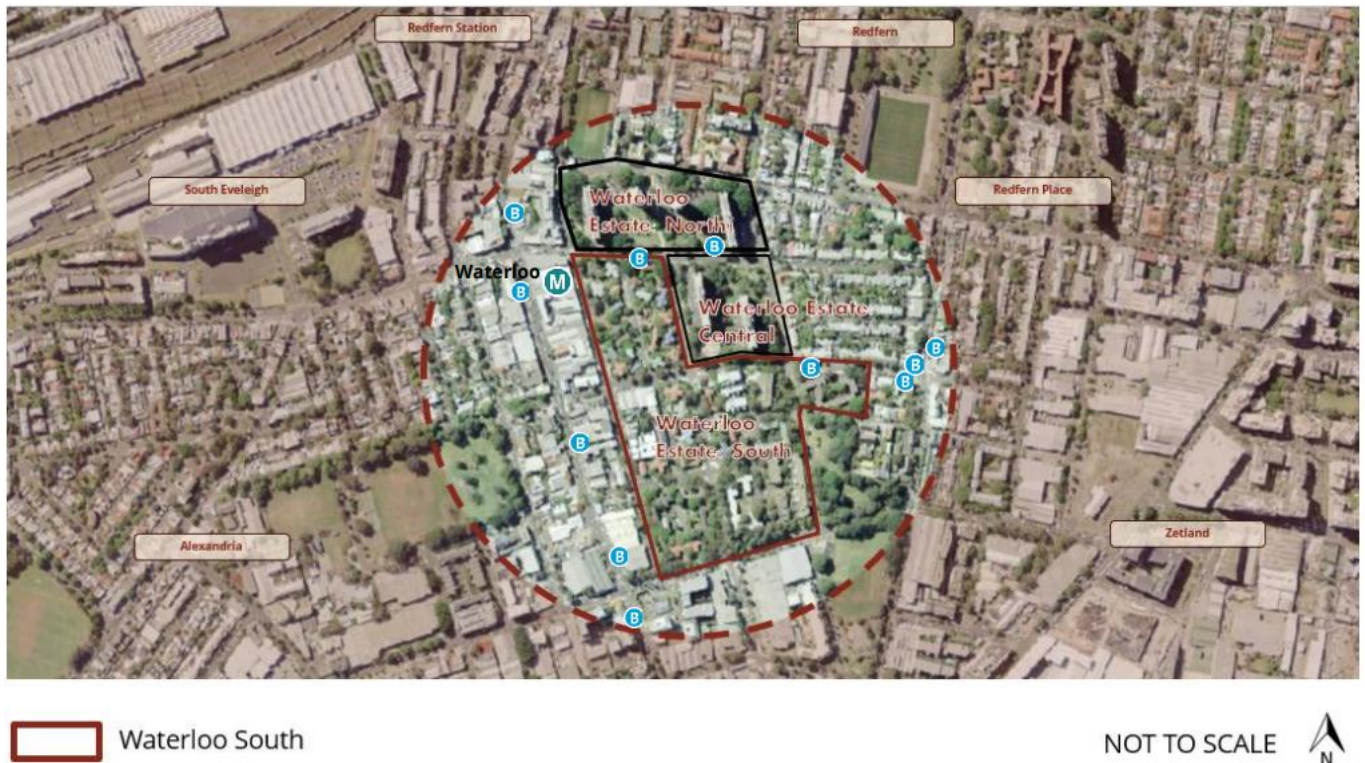 Redfern Station
Redfern
South Eveleigh
Redfern Place
Waterloo
Estate: North
B
B
B
Waterloo
M
B
Waterloo Estate:
Central
B
B
B
B
Waterloo
Estate: South
B
Alexandria
Zetland
B
B
Waterloo South
NOT TO SCALE
N